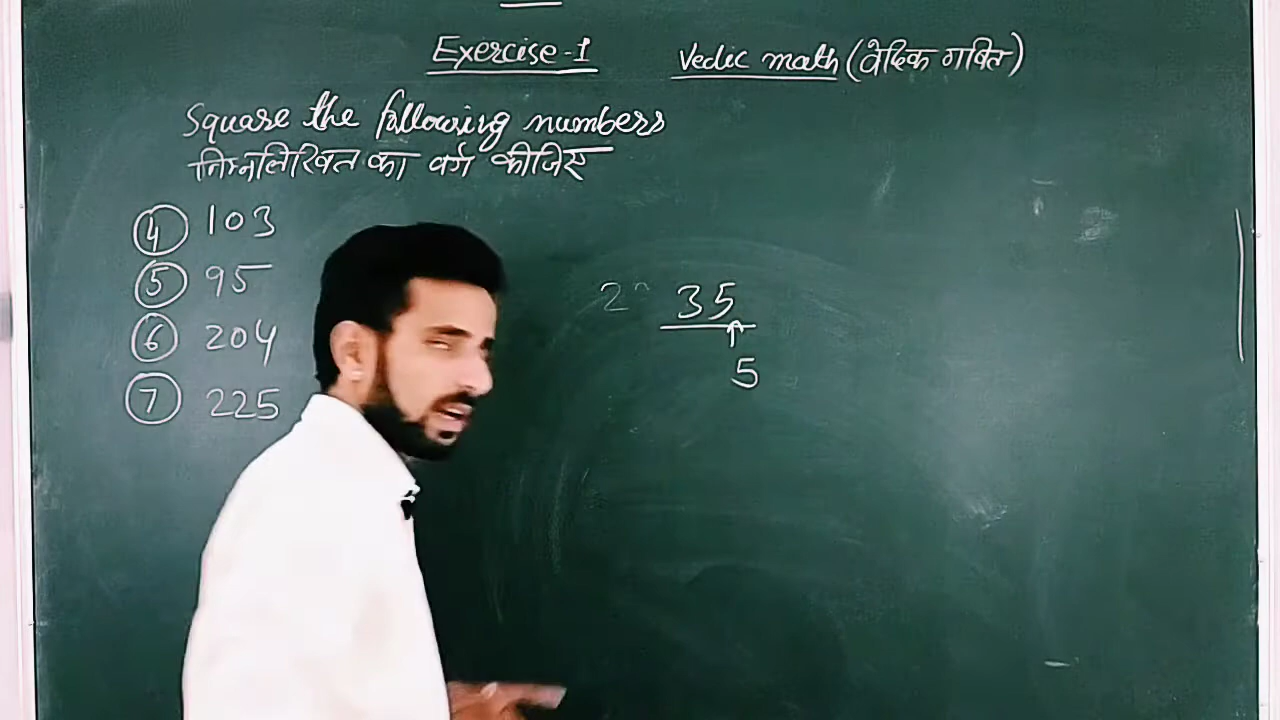 Exercise-1 Vedic math (वैदिक गणित)
Square the following numbers
निम्नलिखित का वर्ग कीजिए
④ 103
⑤ 95
⑥ 204
⑦ 225
35
5